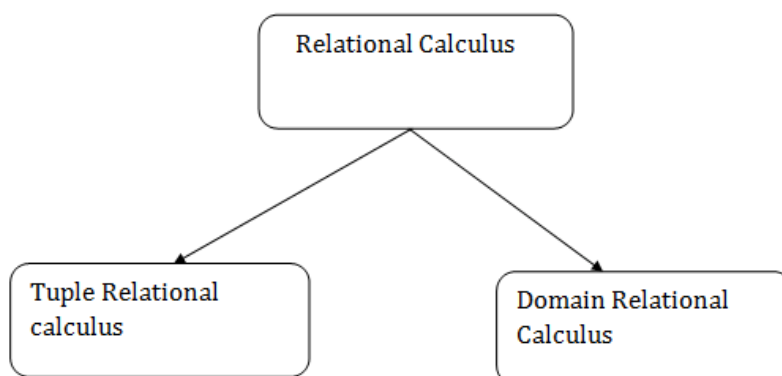 Relational Calculus
Tuple Relational
calculus
Domain Relational
Calculus